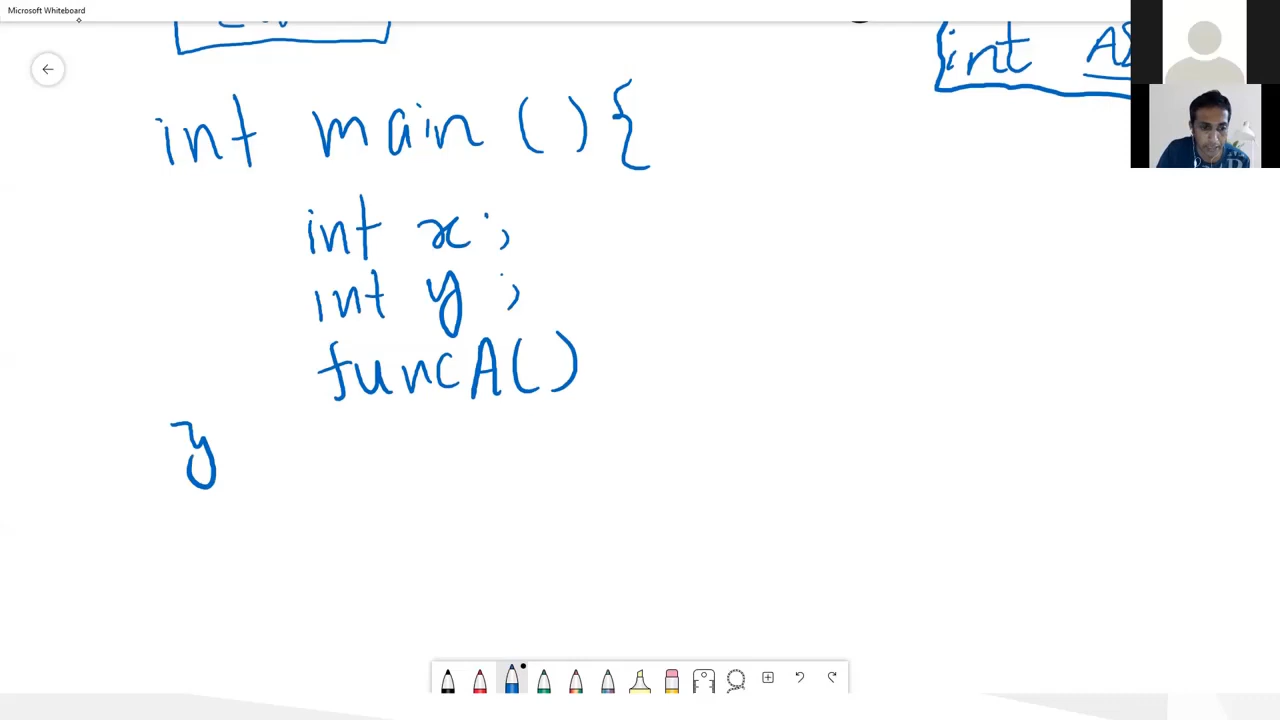 Microsoft Whiteboard
int
int main ( ) {
int x ;
int y ;
funcA( )
}